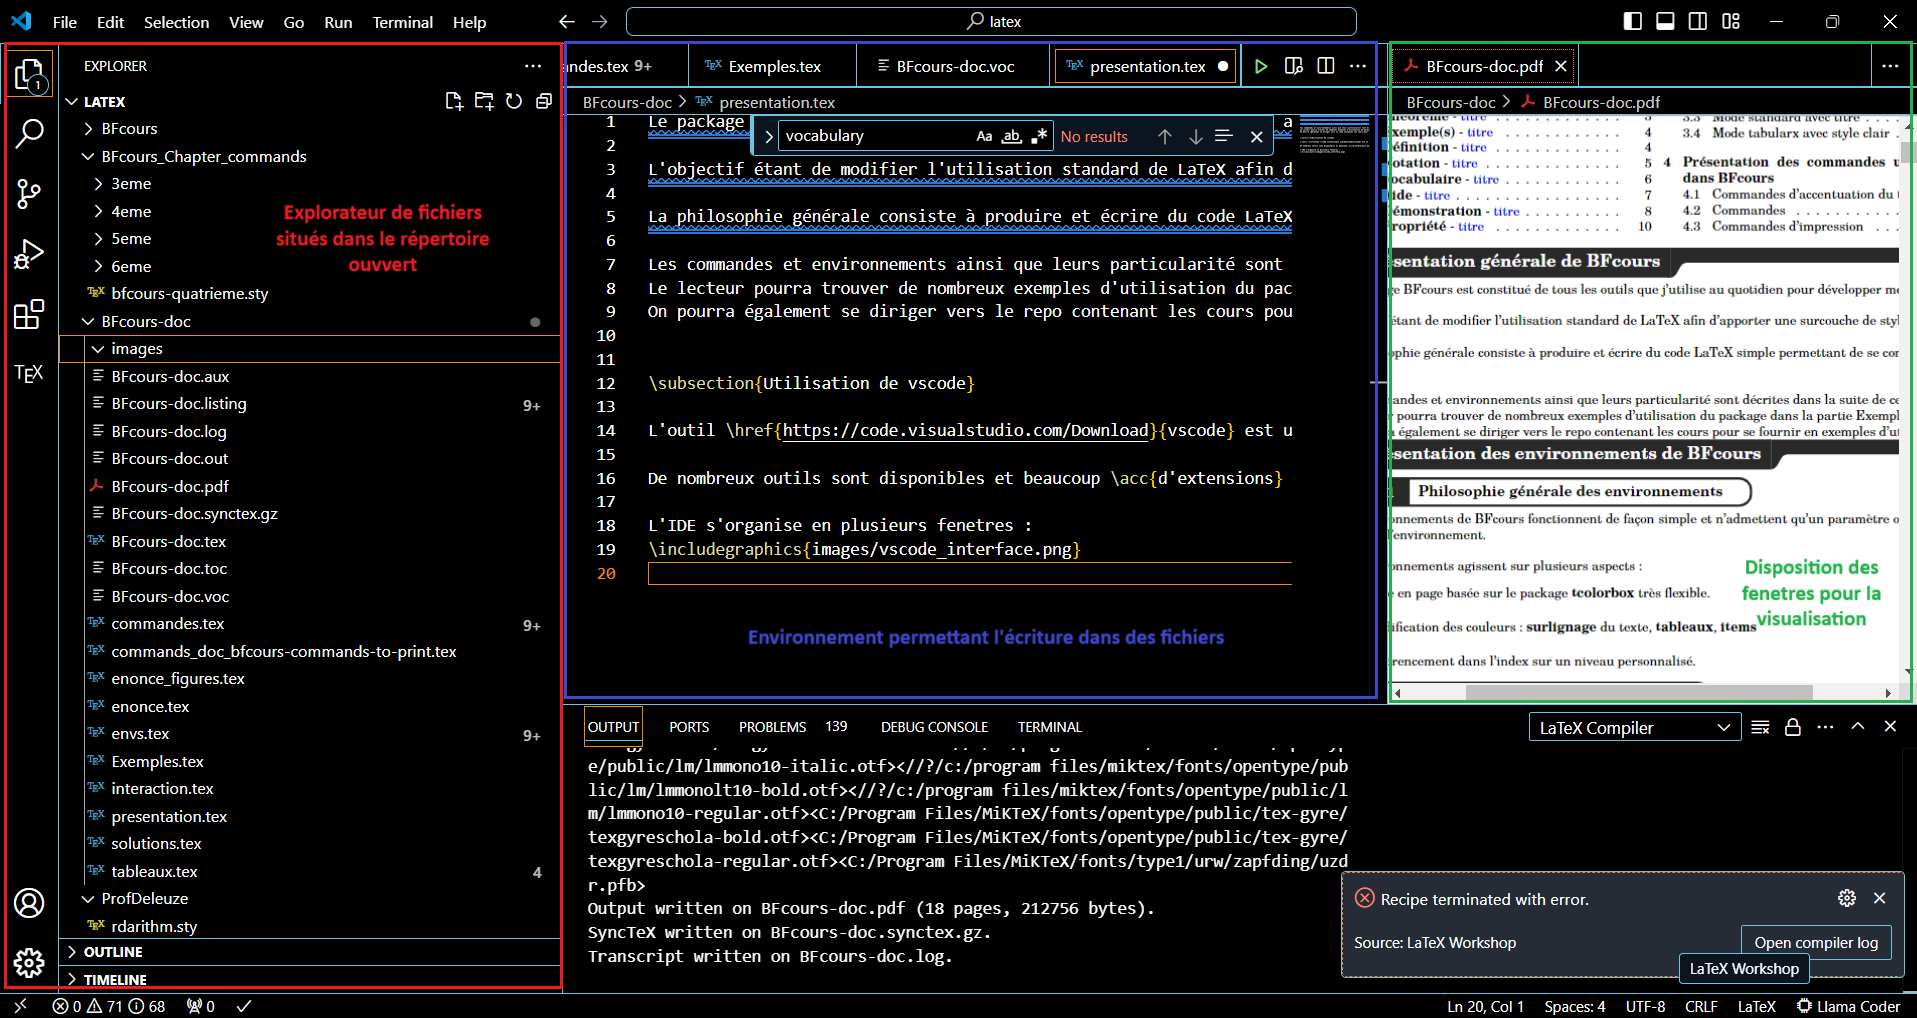 File Edit Selection View Go Run Terminal Help
latex
1
EXPLORER
LATEX
BFcours
BFcours_Chapter_commands
3eme
4eme
5eme
6eme
bfcours-quatrieme.sty
BFcours-doc
images
BFcours-doc.aux
BFcours-doc.listing 9+
BFcours-doc.log
BFcours-doc.out
BFcours-doc.pdf
BFcours-doc.synctex.gz
BFcours-doc.tex
BFcours-doc.toc
BFcours-doc.voc
commandes.tex 9+
commands_doc_bfcours-commands-to-print.tex
enonce_figures.tex
enonce.tex
envs.tex 9+
Exemples.tex
interaction.tex
presentation.tex
solutions.tex
tableaux.tex 4
ProfDeleuze
rdarithm.sty
OUTLINE
TIMELINE
TEX
Explorateur de fichiers
situés dans le répertoire
ouvvert
andes.tex 9+
Exemples.tex
BFcours-doc.voc
presentation.tex
BFcours-doc > presentation.tex
vocabulary Aa ab No results
1 Le package a
2
3 L'objectif étant de modifier l'utilisation standard de LaTeX afin d
4
5 La philosophie générale consiste à produire et écrire du code LaTeX
6
7 Les commandes et environnements ainsi que leurs particularité sont
8 Le lecteur pourra trouver de nombreux exemples d'utilisation du pac
9 On pourra également se diriger vers le repo contenant les cours pou
10
11
12 \subsection{Utilisation de vscode}
13
14 L'outil \href{https://code.visualstudio.com/Download}{vscode} est u
15
16 De nombreux outils sont disponibles et beaucoup \acc{d'extensions}
17
18 L'IDE s'organise en plusieurs fenetres :
19 \includegraphics{images/vscode_interface.png}
20
Environnement permettant l'écriture dans des fichiers
BFcours-doc.pdf
BFcours-doc > BFcours-doc.pdf
xemple(s) - titre 4
éfinition - titre 4
otation - titre 5
ocabulaire - titre 6
ide - titre 7
émonstration - titre 8
ropriété - titre 10
3.3 Mode standard avec titre
3.4 Mode tabularx avec style clair
4 Présentation des commandes u
dans BFcours
4.1 Commandes d'accentuation du t
4.2 Commandes
4.3 Commandes d'impression
sentation générale de BFcours
ge BFcours est constitué de tous les outils que j'utilise au quotidien pour développer me
étant de modifier l'utilisation standard de LaTeX afin d'apporter une surcouche de styl
ophie générale consiste à produire et écrire du code LaTeX simple permettant de se con
andes et environnements ainsi que leurs particularité sont décrites dans la suite de ce
r pourra trouver de nombreux exemples d'utilisation du package dans la partie Exempl
a également se diriger vers le repo contenant les cours pour se fournir en exemples d'ut
sentation des environnements de BFcours
Philosophie générale des environnements
onnements de BFcours fonctionnent de façon simple et n'admettent qu'un paramètre o
l'environnement.
onnements agissent sur plusieurs aspects :
e en page basée sur le package tcolorbox très flexible.
ification des couleurs : surlignage du texte, tableaux, items
rencement dans l'index sur un niveau personnalisé.
Disposition des
fenetres pour la
visualisation
OUTPUT PORTS PROBLEMS 139 DEBUG CONSOLE TERMINAL
LaTeX Compiler
e/public/lm/lmmono10-italic.otf><//?/c:/program files/miktex/fonts/opentype/pub
lic/lm/lmmonolt10-bold.otf><//?/c:/program files/miktex/fonts/opentype/public/l
m/lmmono10-regular.otf><C:/Program Files/MiKTeX/fonts/opentype/public/tex-gyre/
texgyreschola-bold.otf><C:/Program Files/MiKTeX/fonts/opentype/public/tex-gyre/
texgyreschola-regular.otf><C:/Program Files/MiKTeX/fonts/type1/urw/zapfding/uzd
r.pfb>
Output written on BFcours-doc.pdf (18 pages, 212756 bytes).
SyncTeX written on BFcours-doc.synctex.gz.
Transcript written on BFcours-doc.log.
Recipe terminated with error.
Source: LaTeX Workshop
Open compiler log
LaTeX Workshop
0 71 68 0
Ln 20, Col 1 Spaces: 4 UTF-8 CRLF LaTeX Llama Coder